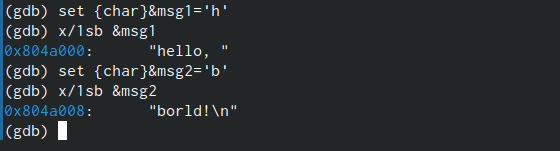 (gdb) set {char}&msg1='h'
(gdb) x/1sb &msg1
0x804a000:      "hello, "
(gdb) set {char}&msg2='b'
(gdb) x/1sb &msg2
0x804a008:      "borld!\n"
(gdb)